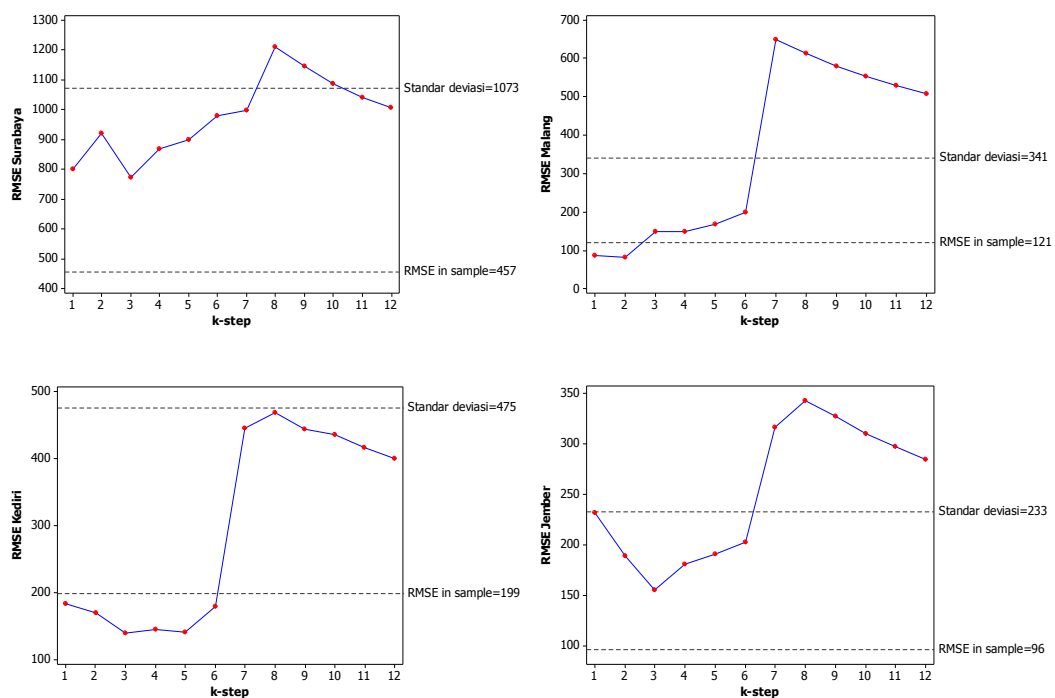 RMSE Surabaya
1300
1200
1100
1000
900
800
700
600
500
400
Standar deviasi=1073
RMSE in sample=457
1 2 3 4 5 6 7 8 9 10 11 12
k-step
RMSE Malang
700
600
500
400
300
200
100
0
Standar deviasi=341
RMSE in sample=121
1 2 3 4 5 6 7 8 9 10 11 12
k-step
RMSE Kediri
500
400
300
200
100
Standar deviasi=475
RMSE in sample=199
1 2 3 4 5 6 7 8 9 10 11 12
k-step
RMSE Jember
350
300
250
200
150
100
Standar deviasi=233
RMSE in sample=96
1 2 3 4 5 6 7 8 9 10 11 12
k-step